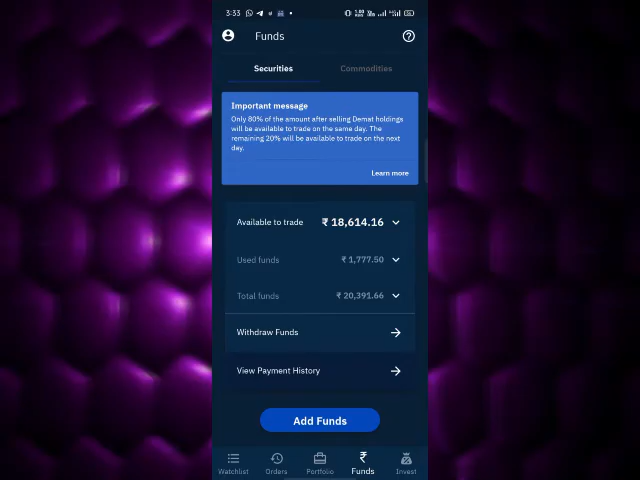 3:33
Funds
Securities Commodities
Important message
Only 80% of the amount after selling Demat holdings
will be available to trade on the same day. The
remaining 20% will be available to trade on the next
day.
Learn more
Available to trade ₹ 18,614.16
Used funds ₹ 1,777.50
Total funds ₹ 20,391.66
Withdraw Funds
View Payment History
Add Funds
Watchlist Orders Portfolio Funds Invest